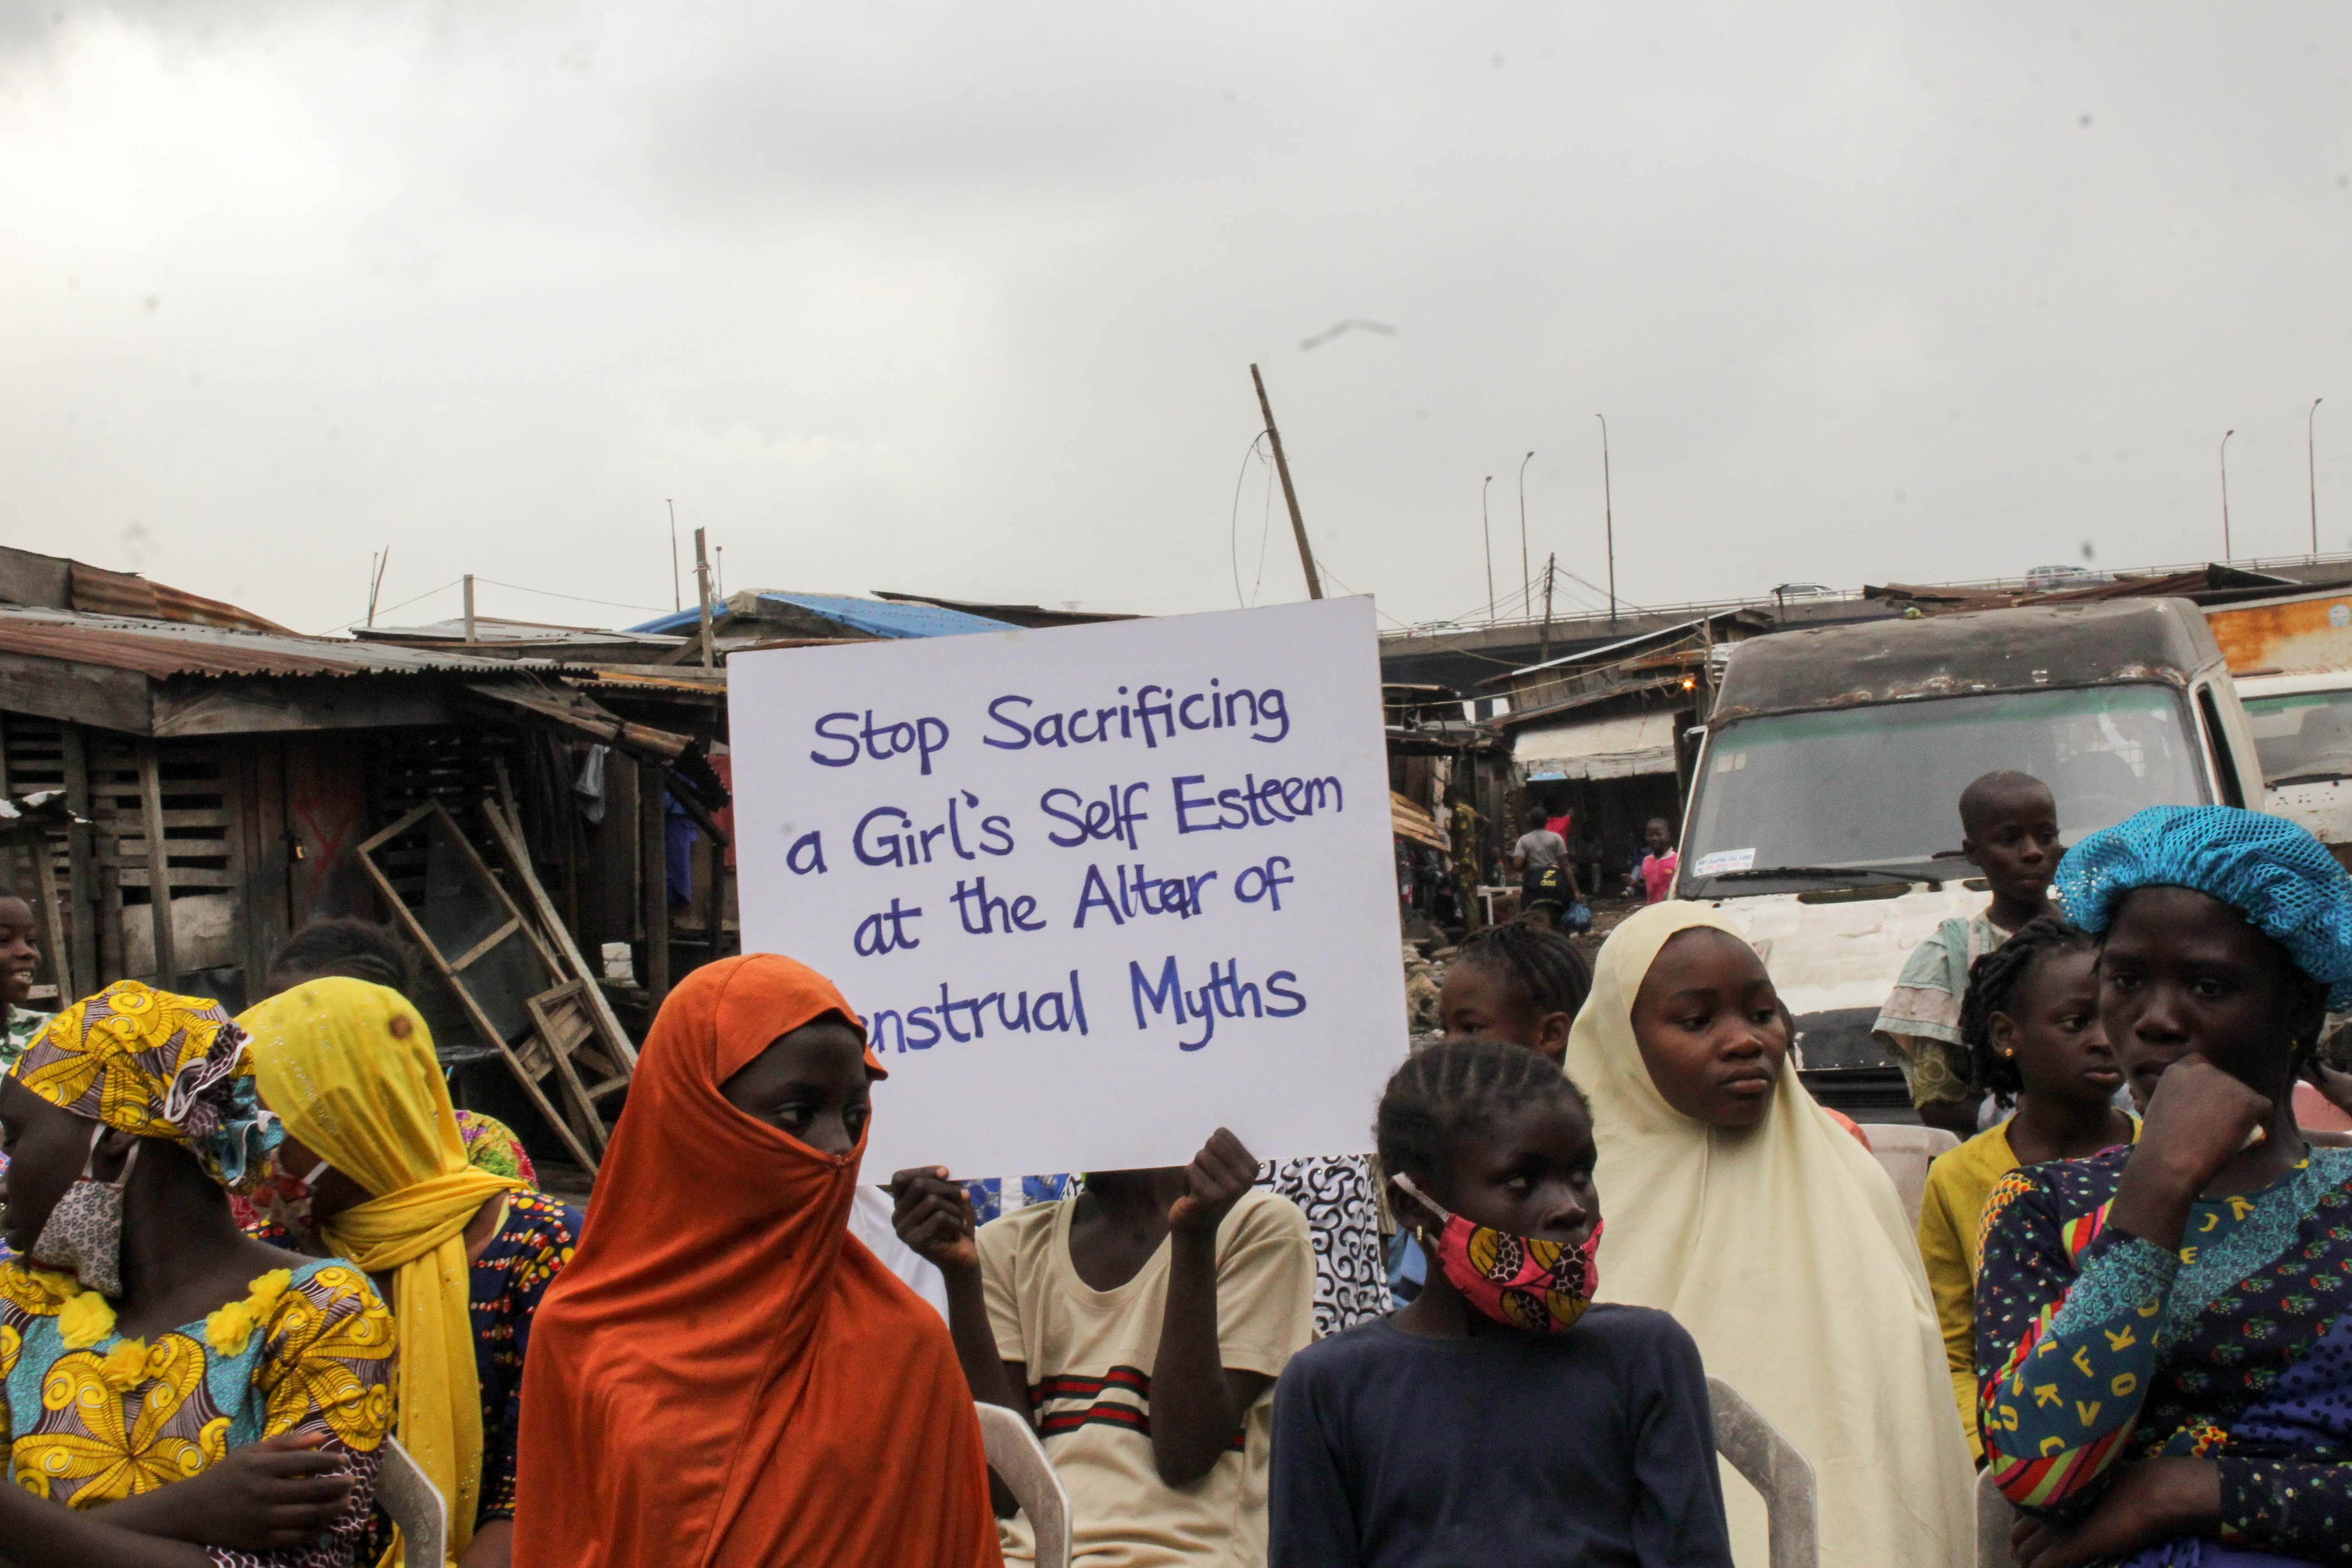 Stop Sacrificing
a Girl's Self Esteem
at the Altar of
enstrual Myths